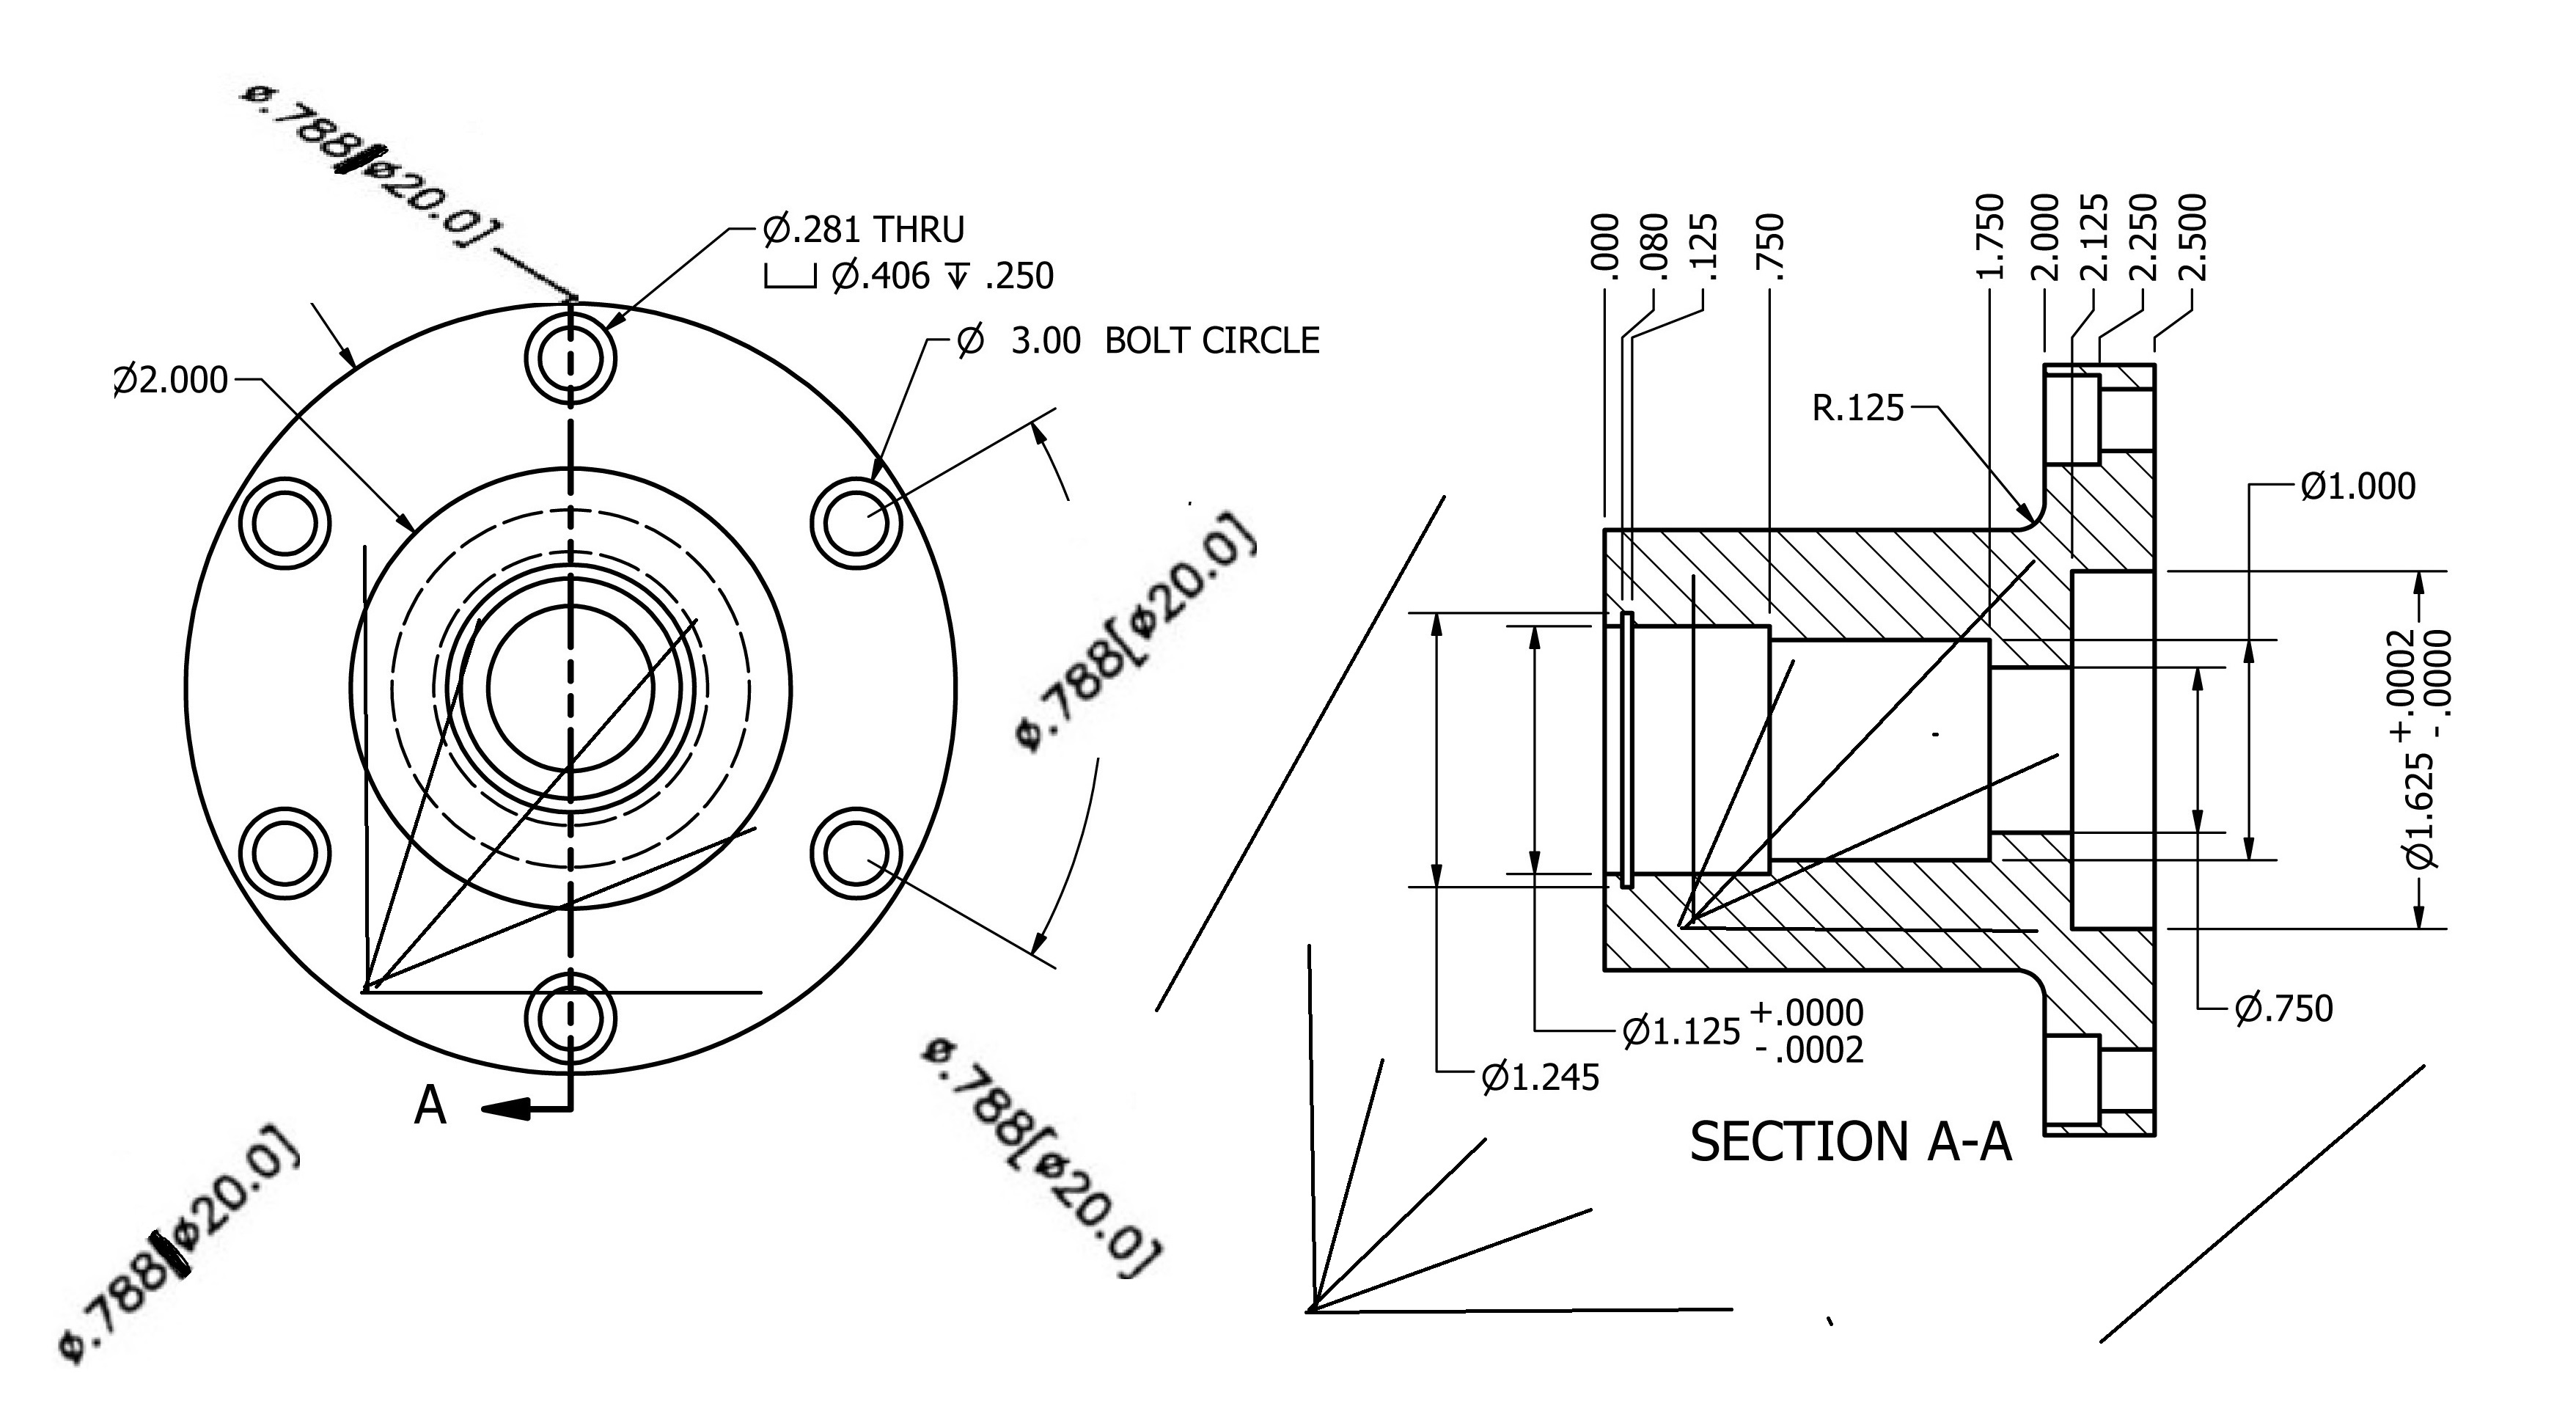 ø.788[ø20.0]
Ø.281 THRU
⌴ Ø.406 ↧ .250
Ø 3.00 BOLT CIRCLE
Ø2.000
ø.788[ø20.0]
ø.788[ø20.0]
A
ø.788[ø20.0]
.000
.080
.125
.750
1.750
2.000
2.125
2.250
2.500
R.125
Ø1.000
Ø1.625 +.0002
-.0000
Ø.750
Ø1.125 +.0000
-.0002
Ø1.245
SECTION A-A